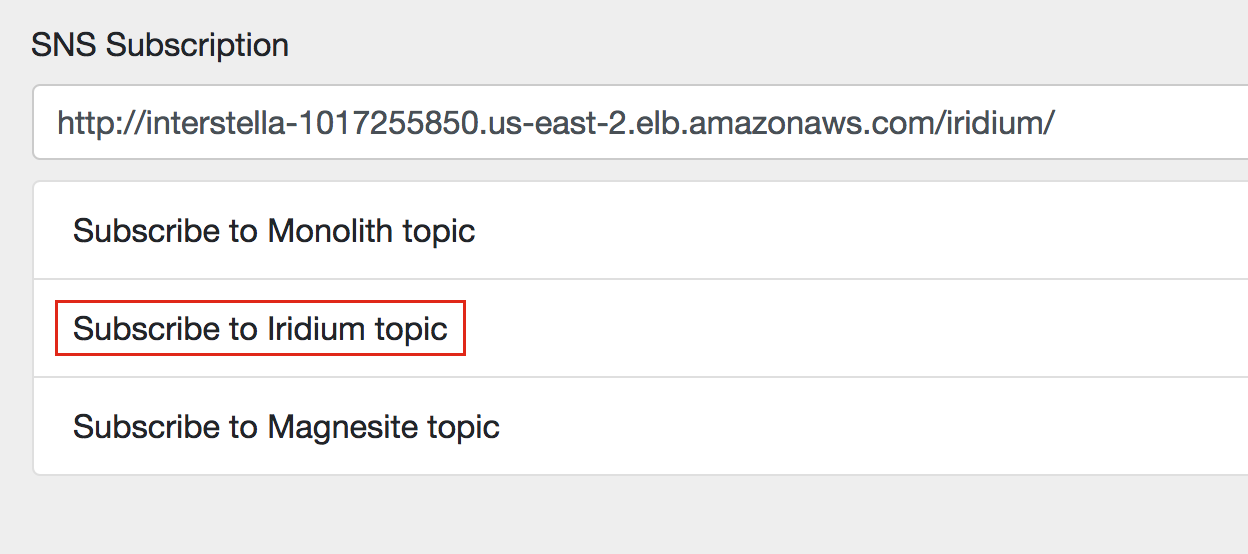 SNS Subscription
http://interstella-1017255850.us-east-2.elb.amazonaws.com/iridium/
Subscribe to Monolith topic
Subscribe to Iridium topic
Subscribe to Magnesite topic